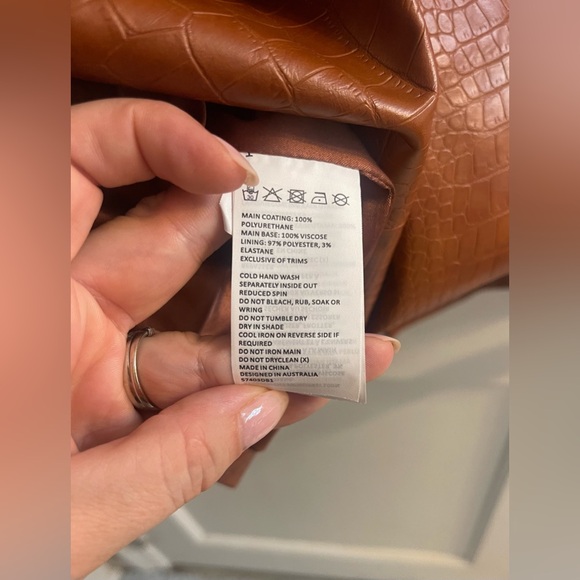 MAIN COATING: 100%
POLYURETHANE
MAIN BASE: 100% VISCOSE
LINING: 97% POLYESTER, 3%
ELASTANE
EXCLUSIVE OF TRIMS
COLD HAND WASH
SEPARATELY INSIDE OUT
REDUCED SPIN
DO NOT BLEACH, RUB, SOAK OR
WRING
DO NOT TUMBLE DRY
DRY IN SHADE
COOL IRON ON REVERSE SIDE IF
REQUIRED
DO NOT IRON MAIN
DO NOT DRYCLEAN (X)
MADE IN CHINA
DESIGNED IN AUSTRALIA